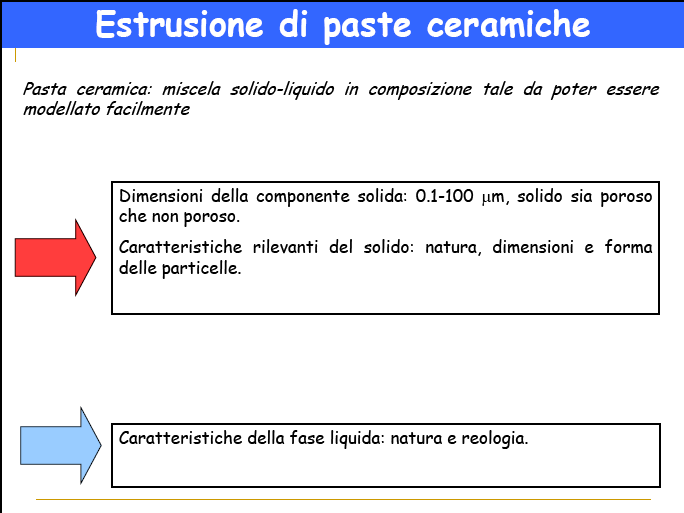 Estrusione di paste ceramiche
Pasta ceramica: miscela solido-liquido in composizione tale da poter essere
modellato facilmente
Dimensioni della componente solida: 0.1-100 μm, solido sia poroso
che non poroso.
Caratteristiche rilevanti del solido: natura, dimensioni e forma
delle particelle.
Caratteristiche della fase liquida: natura e reologia.